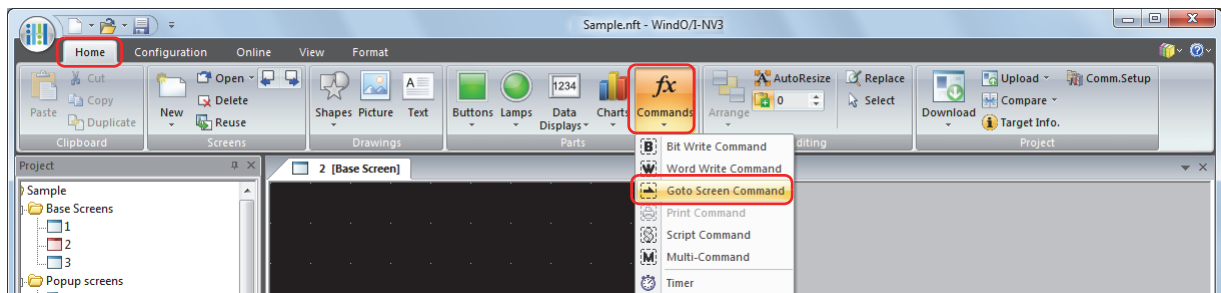 Sample.nft - WindO/I-NV3
Home Configuration Online View Format
Cut Open AutoResize Replace Upload Comm.Setup
Copy Delete 0 Select Compare
Paste Duplicate New Reuse Shapes Picture Text Buttons Lamps 1234 Data Displays Charts fx Commands Arrange Download Target Info.
Clipboard Screens Drawings Parts diting Project
Project 2 [Base Screen]
Sample
Base Screens
1
2
3
Popup screens
B Bit Write Command
W Word Write Command
Goto Screen Command
Print Command
Script Command
M Multi-Command
Timer